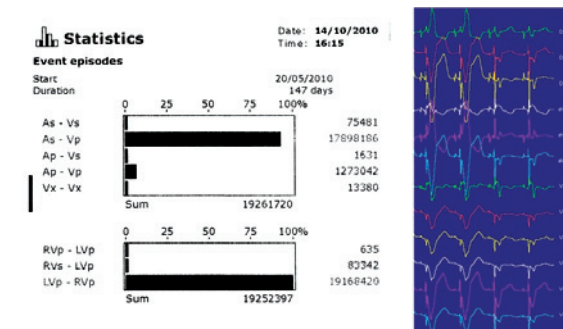 Statistics
Date: 14/10/2010
Time: 16:15
Event episodes
Start 20/05/2010
Duration 147 days
0 25 50 75 100%
As - Vs 75481
As - Vp 17898186
Ap - Vs 1631
Ap - Vp 1273042
Vx - Vx 13380
Sum 19261720
0 25 50 75 100%
RVp - LVp 635
RVs - LVp 83342
LVp - RVp 19168420
Sum 19252397